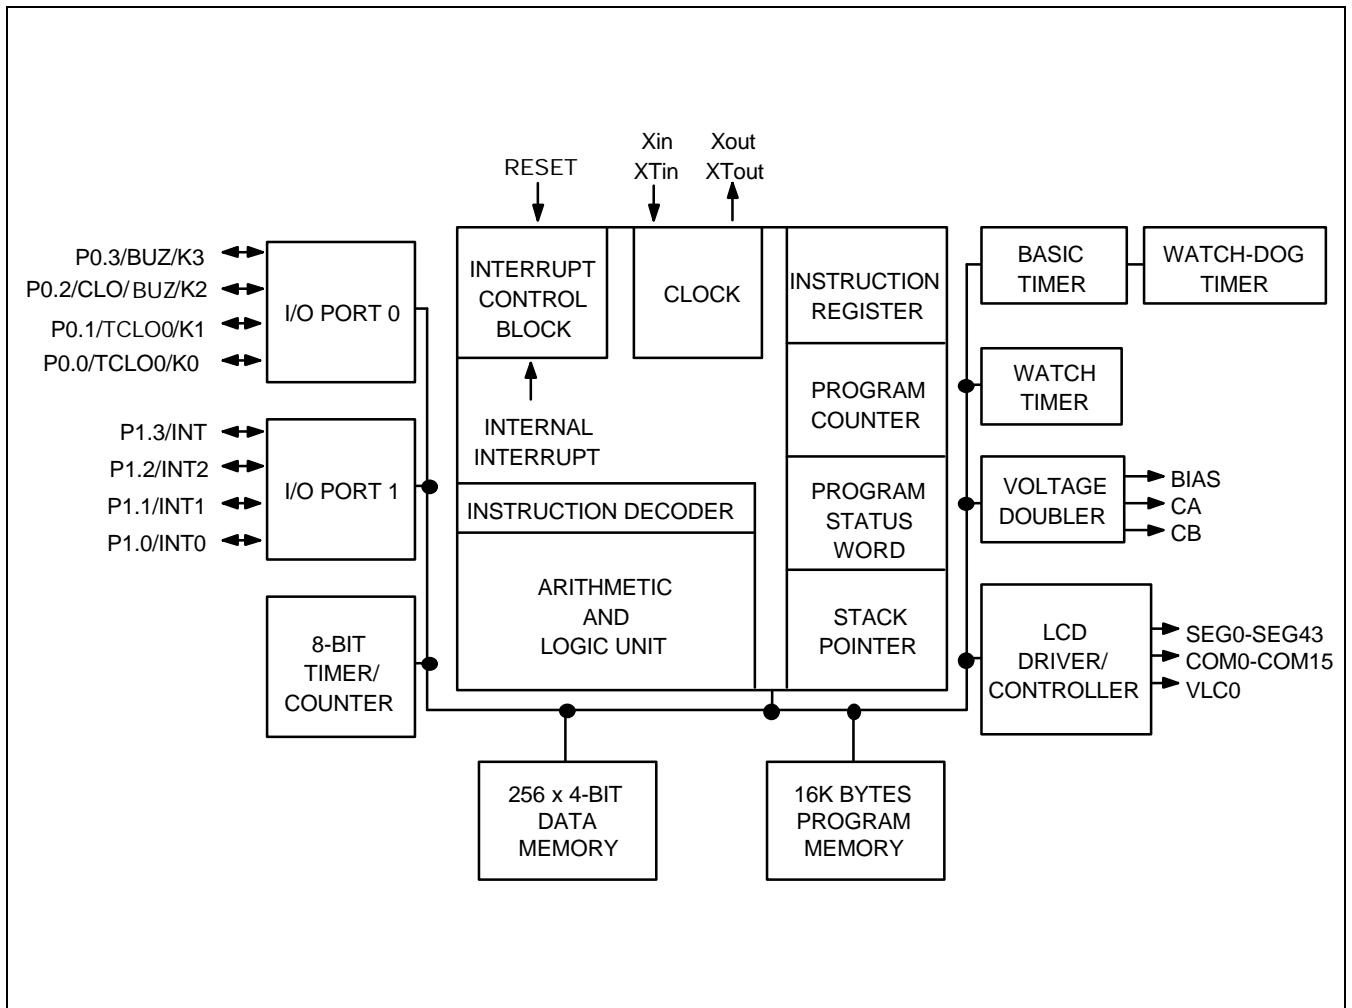 Xin
XTin
Xout
XTout
RESET
P0.3/BUZ/K3
P0.2/CLO/BUZ/K2
P0.1/TCLO0/K1
P0.0/TCLO0/K0
I/O PORT 0
P1.3/INT
P1.2/INT2
P1.1/INT1
P1.0/INT0
I/O PORT 1
8-BIT
TIMER/
COUNTER
INTERRUPT
CONTROL
BLOCK
CLOCK
INTERNAL
INTERRUPT
INSTRUCTION DECODER
ARITHMETIC
AND
LOGIC UNIT
INSTRUCTION
REGISTER
PROGRAM
COUNTER
PROGRAM
STATUS
WORD
STACK
POINTER
BASIC
TIMER
WATCH-DOG
TIMER
WATCH
TIMER
VOLTAGE
DOUBLER
BIAS
CA
CB
LCD
DRIVER/
CONTROLLER
SEG0-SEG43
COM0-COM15
VLC0
256 x 4-BIT
DATA
MEMORY
16K BYTES
PROGRAM
MEMORY